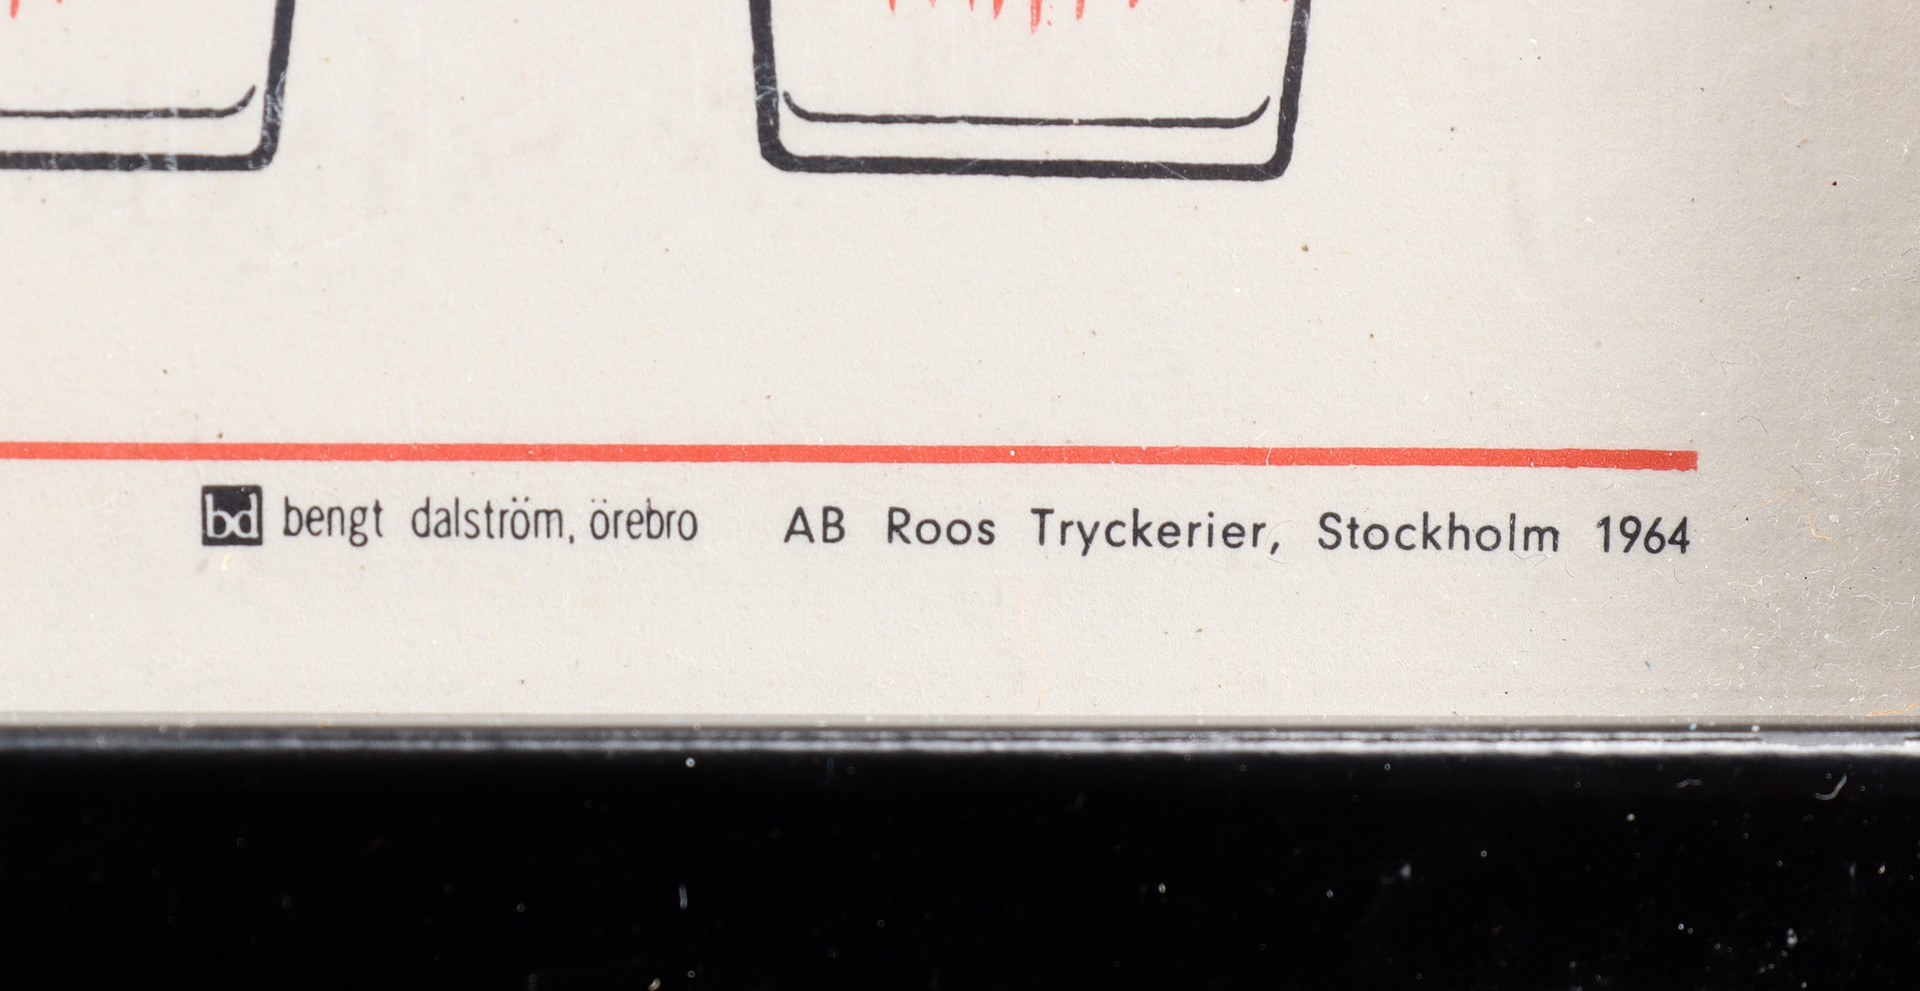 bd bengt dalström, örebro AB Roos Tryckerier, Stockholm 1964